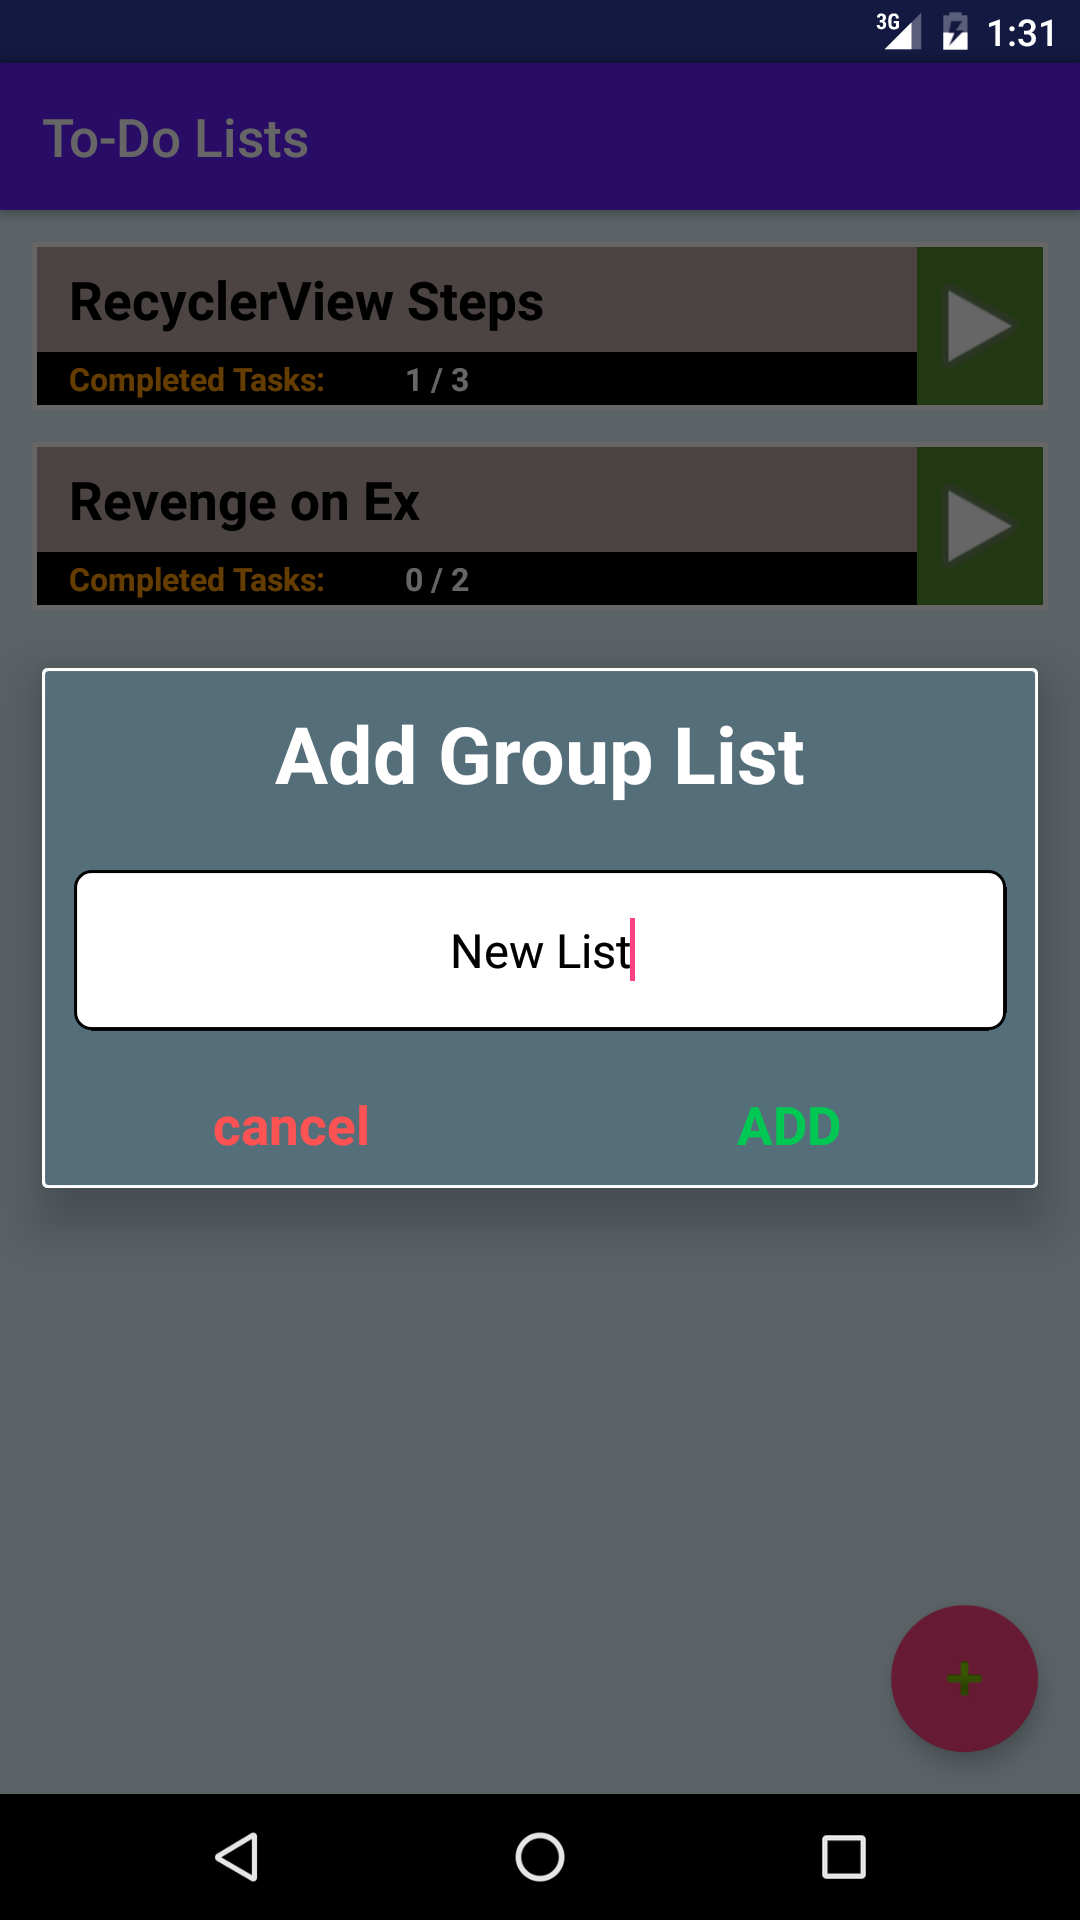 3G 1:31
To-Do Lists
RecyclerView Steps
Completed Tasks: 1 / 3
Revenge on Ex
Completed Tasks: 0 / 2
Add Group List
New List
cancel ADD